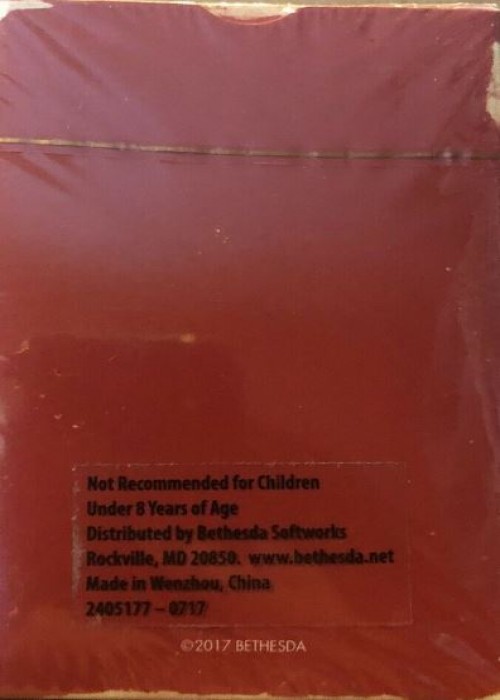 Not Recommended for Children
Under 8 Years of Age
Distributed by Bethesda Softworks
Rockville, MD 20850. www.bethesda.net
Made in Wenzhou, China
2405177 – 0717
©2017 BETHESDA